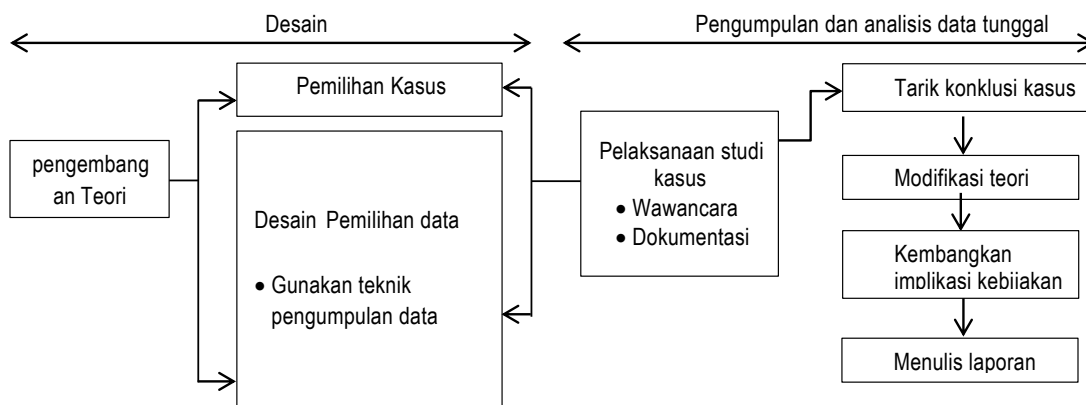 Desain
Pengumpulan dan analisis data tunggal
Pemilihan Kasus
pengembang
an Teori
Desain Pemilihan data
• Gunakan teknik
pengumpulan data
Pelaksanaan studi
kasus
• Wawancara
• Dokumentasi
Tarik konklusi kasus
Modifikasi teori
Kembangkan
implikasi kebijakan
Menulis laporan